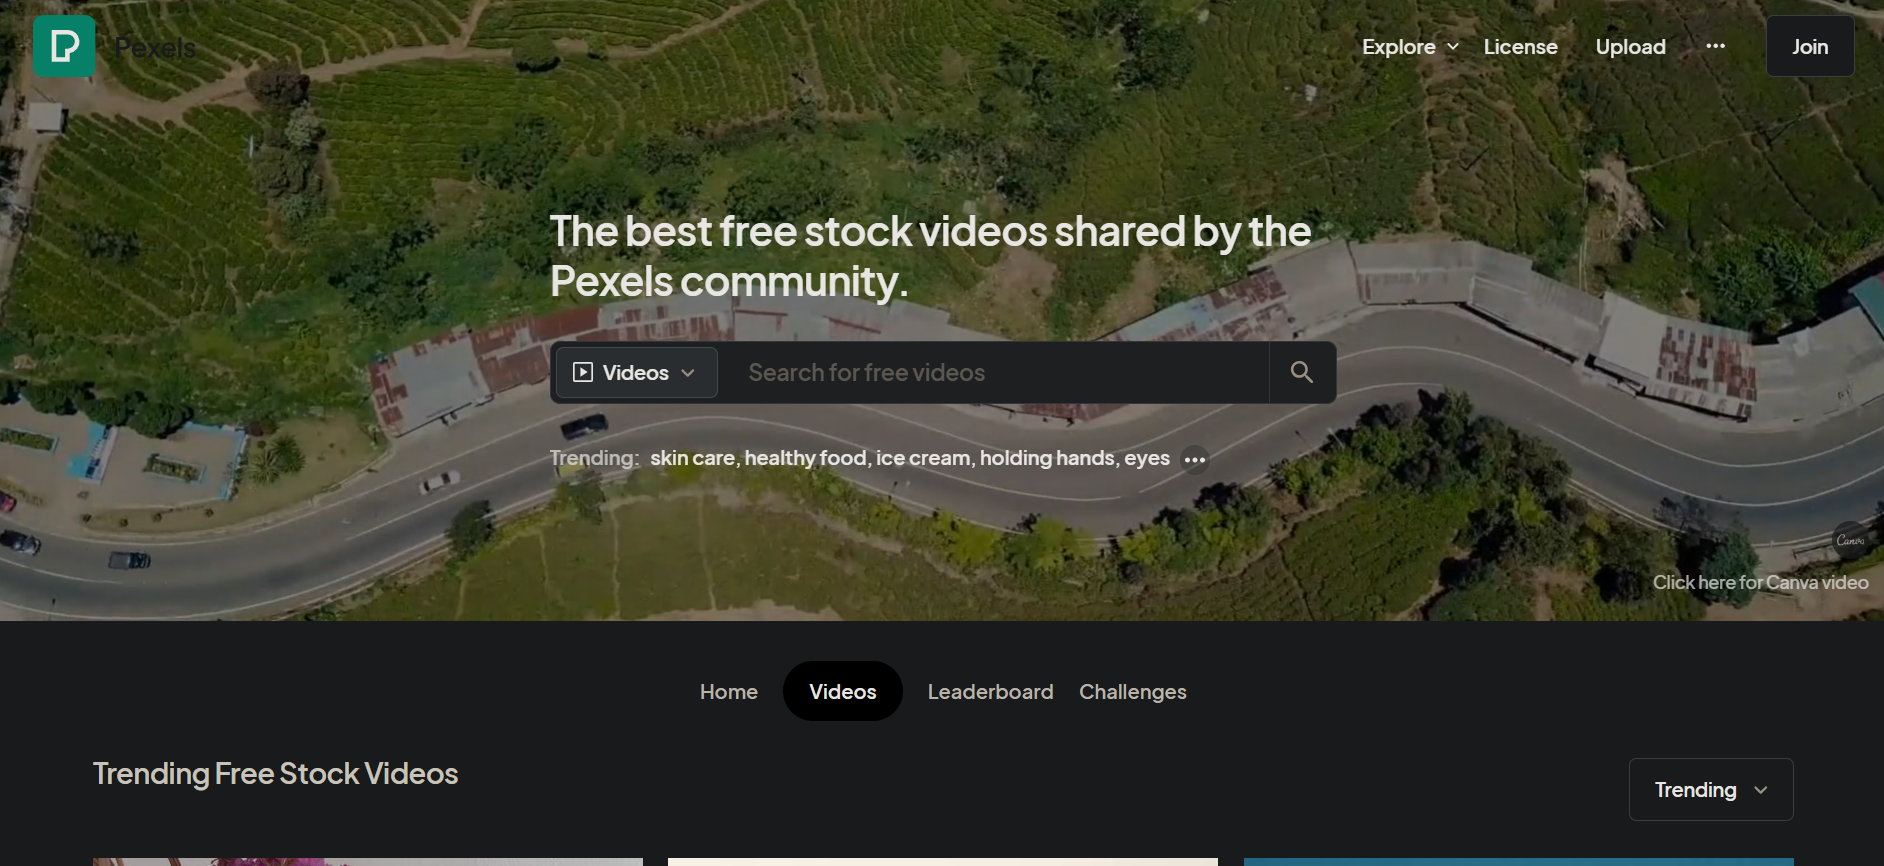 Pexels
Explore
License
Upload
Join
The best free stock videos shared by the
Pexels community.
Videos
Search for free videos
Trending: skin care, healthy food, ice cream, holding hands, eyes
Canva
Click here for Canva video
Home
Videos
Leaderboard
Challenges
Trending Free Stock Videos
Trending